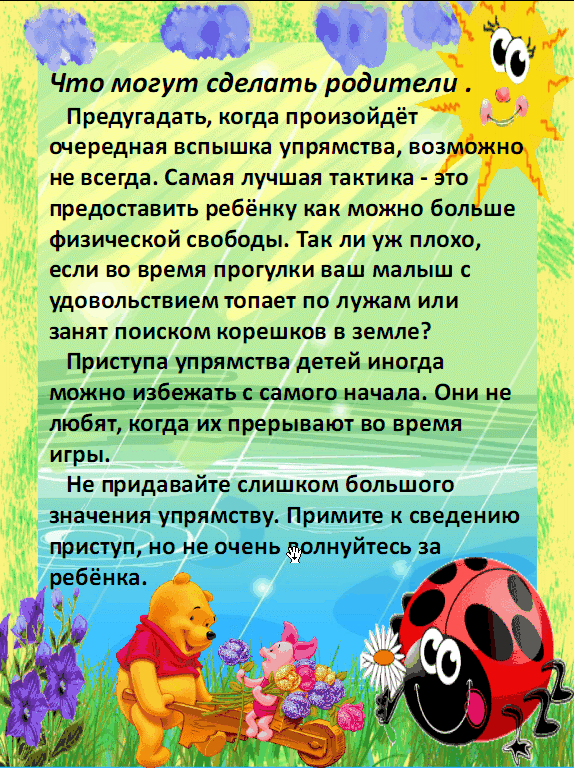 Что могут сделать родители .
Предугадать, когда произойдёт
очередная вспышка упрямства, возможно
не всегда. Самая лучшая тактика - это
предоставить ребёнку как можно больше
физической свободы. Так ли уж плохо,
если во время прогулки ваш малыш с
удовольствием топает по лужам или
занят поиском корешков в земле?
Приступа упрямства детей иногда
можно избежать с самого начала. Они не
любят, когда их прерывают во время
игры.
Не придавайте слишком большого
значения упрямству. Примите к сведению
приступ, но не очень волнуйтесь за
ребёнка.